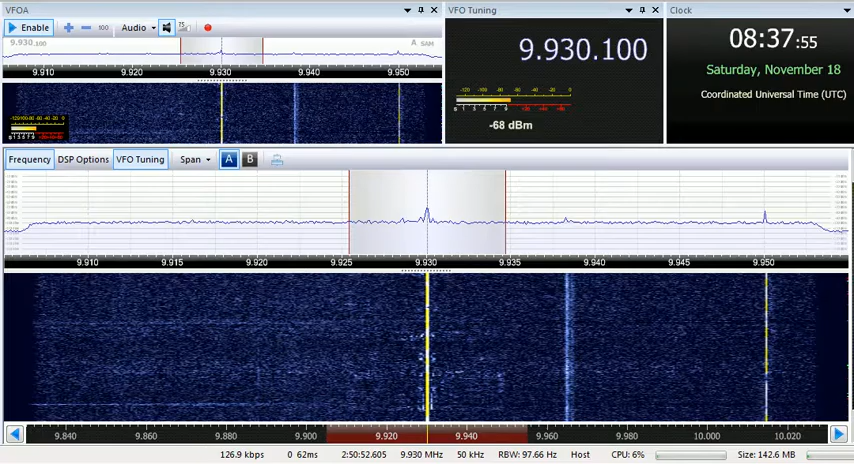 VFOA
VFO Tuning
Clock
Enable
100
Audio
75
9.930.100
A SAM
9.910 9.920 9.930 9.940 9.950
9.930.100
-68 dBm
08:37:55
Saturday, November 18
Coordinated Universal Time (UTC)
Frequency DSP Options VFO Tuning Span A B
9.910 9.915 9.920 9.925 9.930 9.935 9.940 9.945 9.950
9.840 9.860 9.880 9.900 9.920 9.940 9.960 9.980 10.000 10.020
126.9 kbps 0 62ms 2:50:52.605 9.930 MHz 50 kHz RBW: 97.66 Hz Host CPU: 6% Size: 142.6 MB